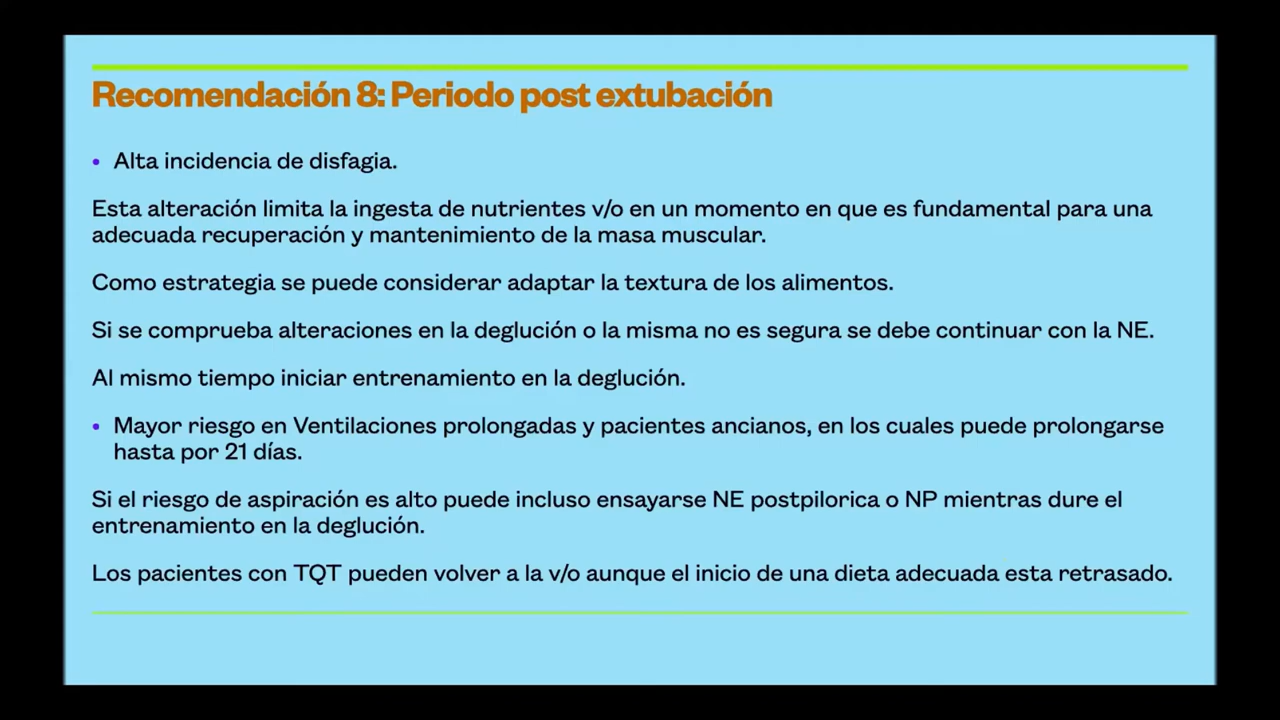 Recomendación 8: Periodo post extubación
• Alta incidencia de disfagia.
Esta alteración limita la ingesta de nutrientes v/o en un momento en que es fundamental para una
adecuada recuperación y mantenimiento de la masa muscular.
Como estrategia se puede considerar adaptar la textura de los alimentos.
Si se comprueba alteraciones en la deglución o la misma no es segura se debe continuar con la NE.
Al mismo tiempo iniciar entrenamiento en la deglución.
• Mayor riesgo en Ventilaciones prolongadas y pacientes ancianos, en los cuales puede prolongarse
hasta por 21 días.
Si el riesgo de aspiración es alto puede incluso ensayarse NE postpilorica o NP mientras dure el
entrenamiento en la deglución.
Los pacientes con TQT pueden volver a la v/o aunque el inicio de una dieta adecuada esta retrasado.